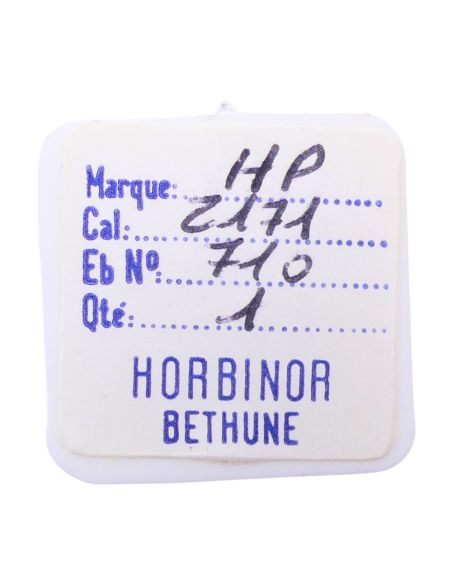 Marque: HP
Cal: 2171
Eb Nº 710
Qté: 1
HORBINOR
BETHUNE